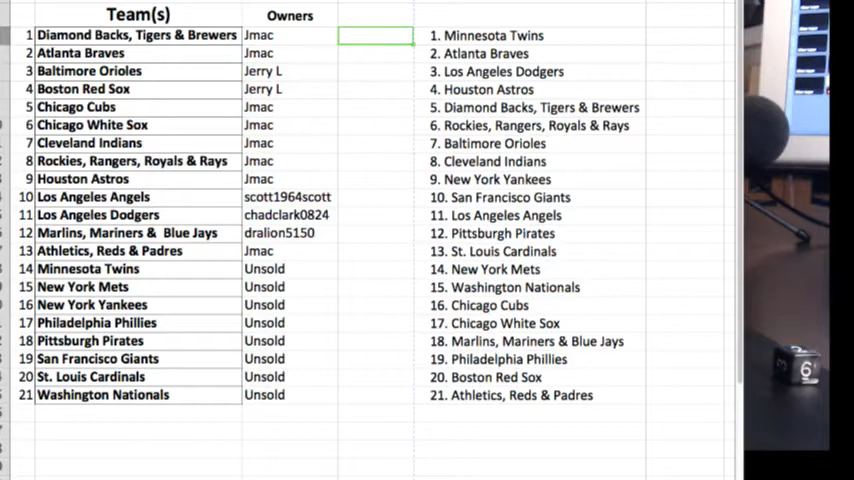 Team(s) Owners
1 Diamond Backs, Tigers & Brewers Jmac
2 Atlanta Braves Jmac
3 Baltimore Orioles Jerry L
4 Boston Red Sox Jerry L
5 Chicago Cubs Jmac
6 Chicago White Sox Jmac
7 Cleveland Indians Jmac
8 Rockies, Rangers, Royals & Rays Jmac
9 Houston Astros Jmac
10 Los Angeles Angels scott1964scott
11 Los Angeles Dodgers chadclark0824
12 Marlins, Mariners & Blue Jays dralion5150
13 Athletics, Reds & Padres Jmac
14 Minnesota Twins Unsold
15 New York Mets Unsold
16 New York Yankees Unsold
17 Philadelphia Phillies Unsold
18 Pittsburgh Pirates Unsold
19 San Francisco Giants Unsold
20 St. Louis Cardinals Unsold
21 Washington Nationals Unsold
1. Minnesota Twins
2. Atlanta Braves
3. Los Angeles Dodgers
4. Houston Astros
5. Diamond Backs, Tigers & Brewers
6. Rockies, Rangers, Royals & Rays
7. Baltimore Orioles
8. Cleveland Indians
9. New York Yankees
10. San Francisco Giants
11. Los Angeles Angels
12. Pittsburgh Pirates
13. St. Louis Cardinals
14. New York Mets
15. Washington Nationals
16. Chicago Cubs
17. Chicago White Sox
18. Marlins, Mariners & Blue Jays
19. Philadelphia Phillies
20. Boston Red Sox
21. Athletics, Reds & Padres
6